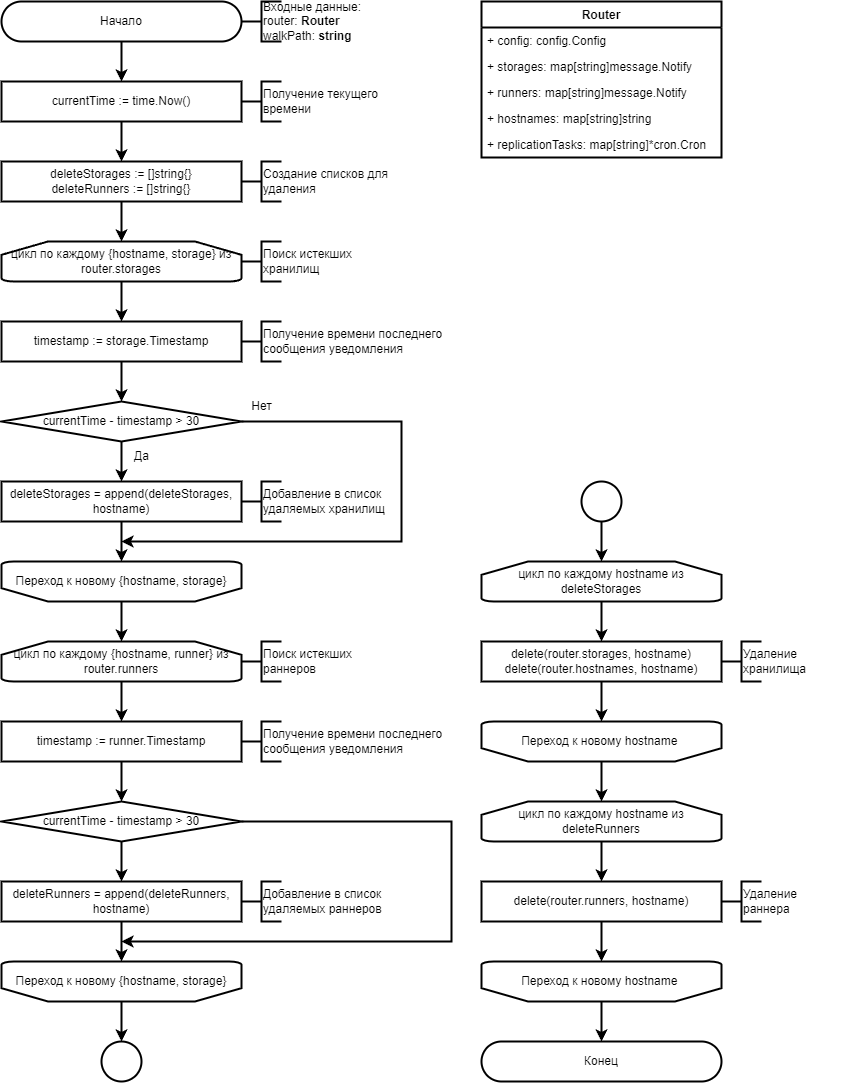 Начало
Входные данные:
router: Router
walkPath: string
currentTime := time.Now()
Получение текущего
времени
deleteStorages := []string{}
deleteRunners := []string{}
Создание списков для
удаления
цикл по каждому {hostname, storage} из
router.storages
Поиск истекших
хранилищ
timestamp := storage.Timestamp
Получение времени последнего
сообщения уведомления
currentTime - timestamp > 30
Нет
Да
deleteStorages = append(deleteStorages,
hostname)
Добавление в список
удаляемых хранилищ
Переход к новому {hostname, storage}
цикл по каждому {hostname, runner} из
router.runners
Поиск истекших
раннеров
timestamp := runner.Timestamp
Получение времени последнего
сообщения уведомления
currentTime - timestamp > 30
deleteRunners = append(deleteRunners,
hostname)
Добавление в список
удаляемых раннеров
Переход к новому {hostname, storage}
Router
+ config: config.Config
+ storages: map[string]message.Notify
+ runners: map[string]message.Notify
+ hostnames: map[string]string
+ replicationTasks: map[string]*cron.Cron
цикл по каждому hostname из
deleteStorages
delete(router.storages, hostname)
delete(router.hostnames, hostname)
Удаление
хранилища
Переход к новому hostname
цикл по каждому hostname из
deleteRunners
delete(router.runners, hostname)
Удаление
раннера
Переход к новому hostname
Конец